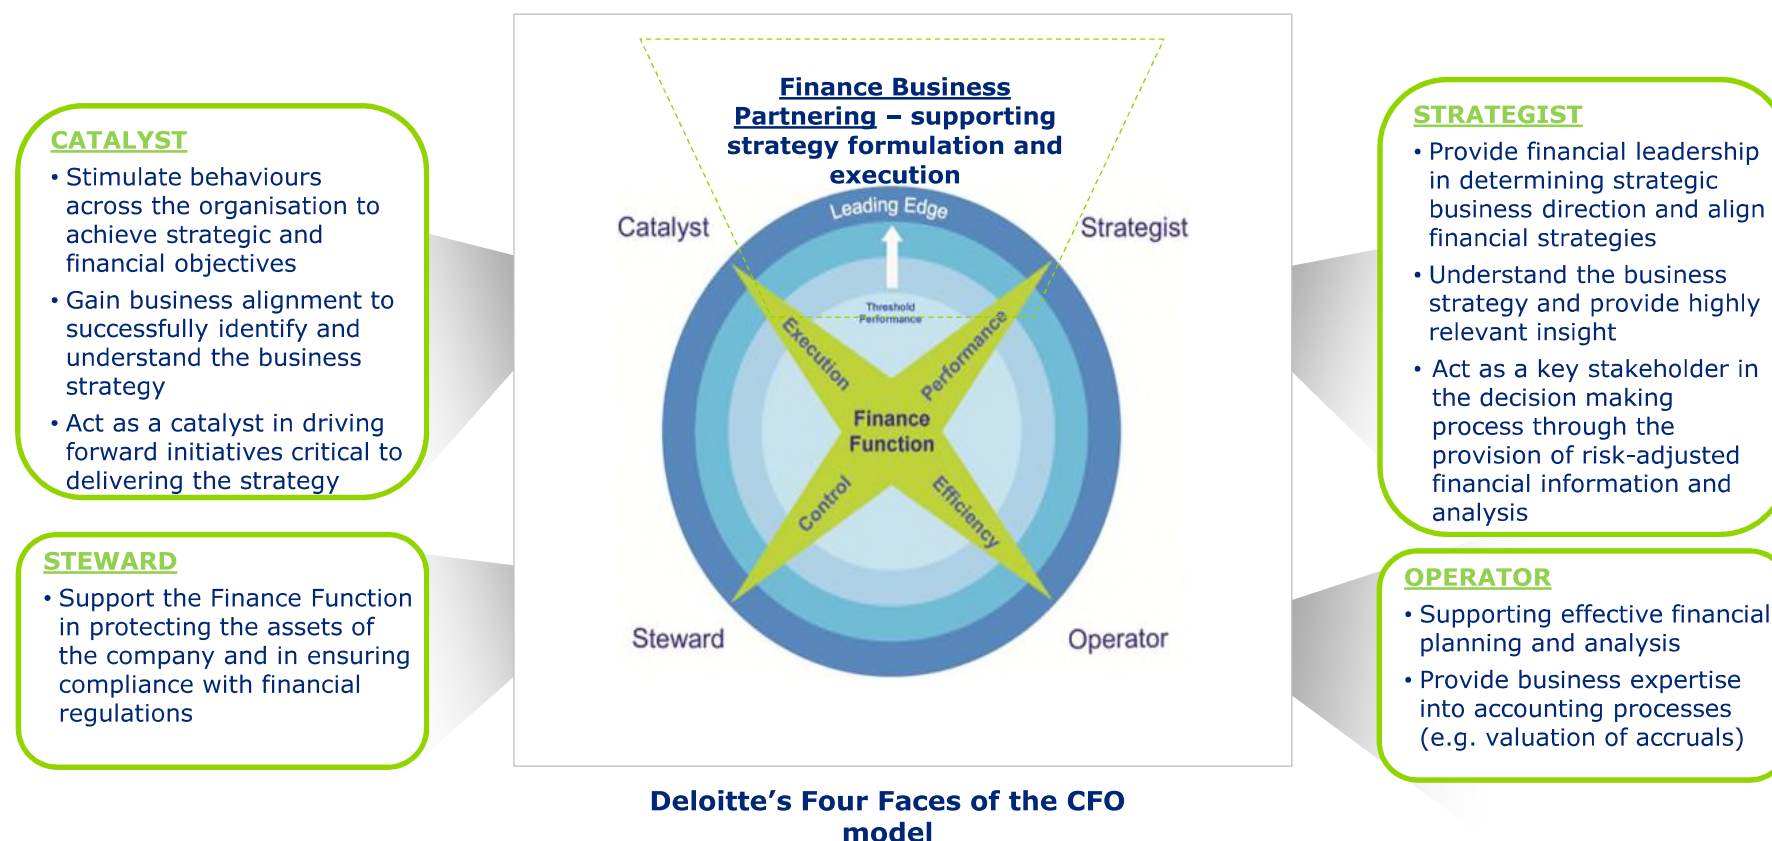 CATALYST
• Stimulate behaviours
across the organisation to
achieve strategic and
financial objectives
• Gain business alignment to
successfully identify and
understand the business
strategy
• Act as a catalyst in driving
forward initiatives critical to
delivering the strategy
STEWARD
• Support the Finance Function
in protecting the assets of
the company and in ensuring
compliance with financial
regulations
Finance Business
Partnering – supporting
strategy formulation and
execution
Leading Edge
Catalyst
Strategist
Threshold
Performance
Execution
Performance
Finance
Function
Control
Efficiency
Steward
Operator
Deloitte’s Four Faces of the CFO
model
STRATEGIST
• Provide financial leadership
in determining strategic
business direction and align
financial strategies
• Understand the business
strategy and provide highly
relevant insight
• Act as a key stakeholder in
the decision making
process through the
provision of risk-adjusted
financial information and
analysis
OPERATOR
• Supporting effective financial
planning and analysis
• Provide business expertise
into accounting processes
(e.g. valuation of accruals)